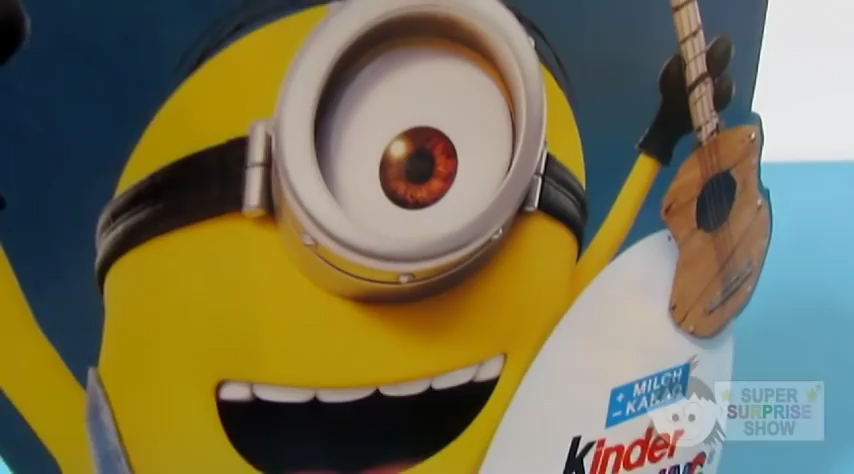 + MILCH
- KAKAO
Kinder
SUPER
SURPRISE
SHOW